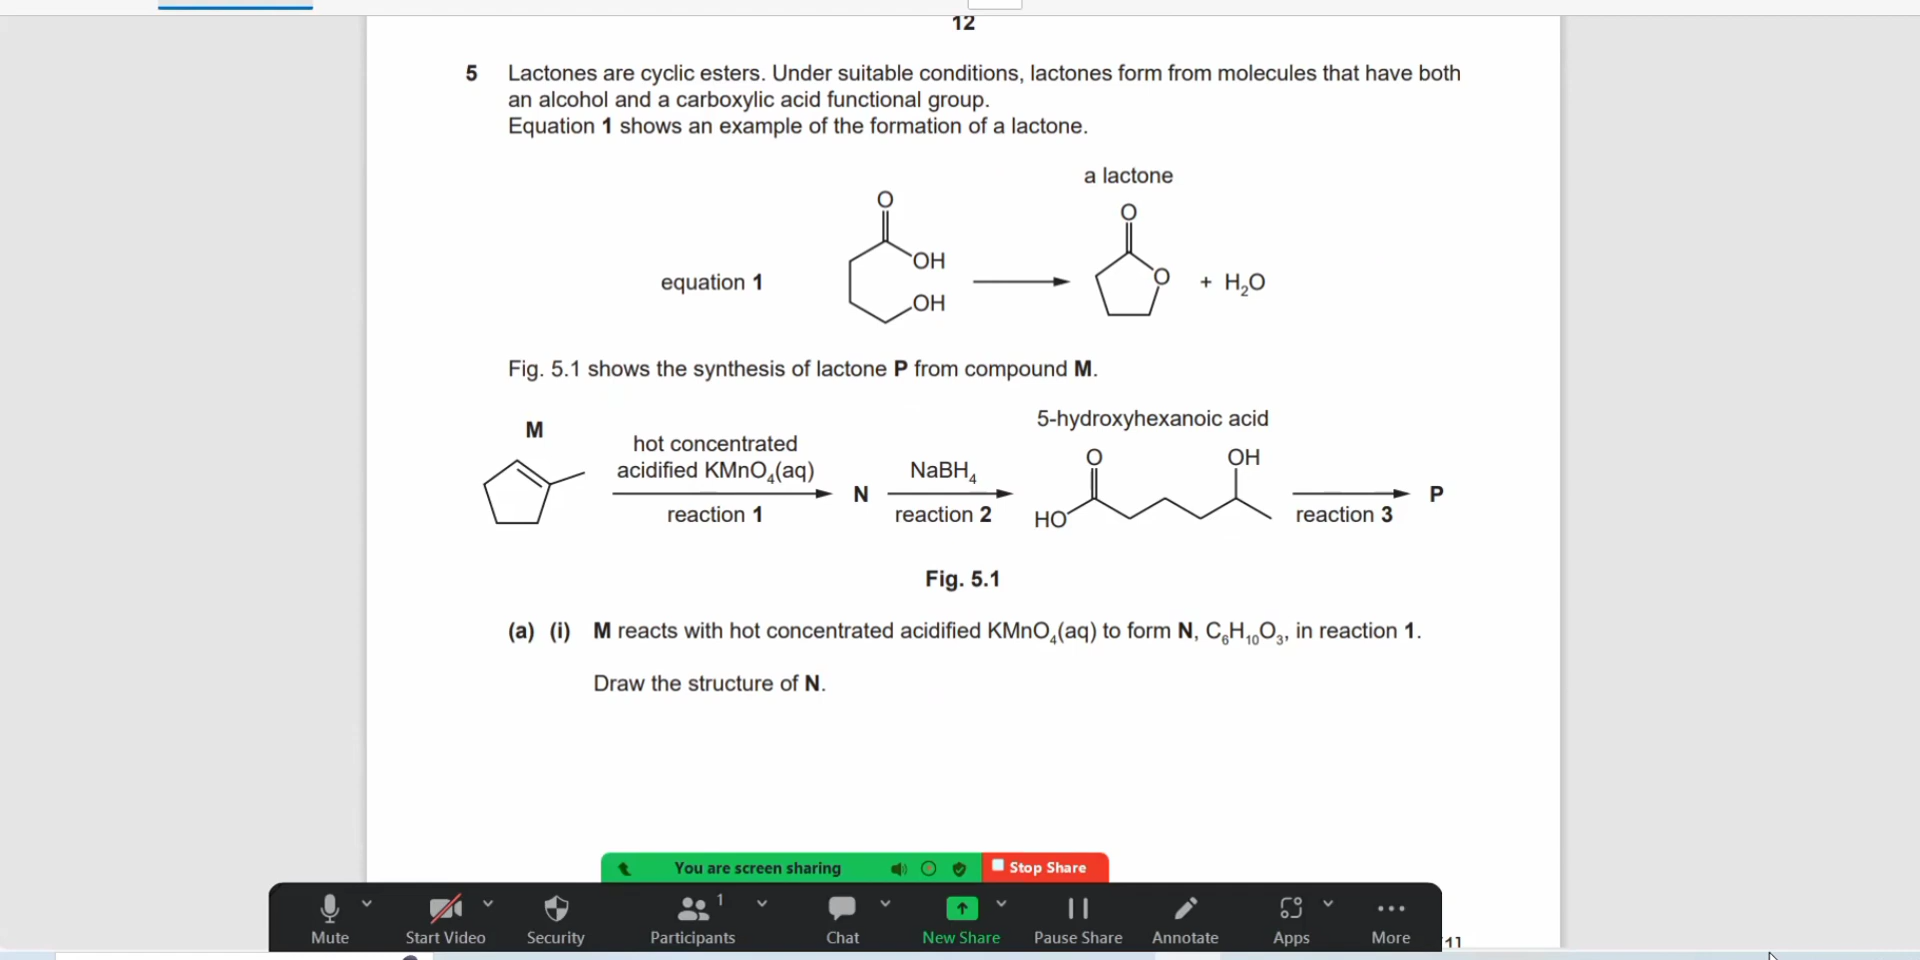 12
5 Lactones are cyclic esters. Under suitable conditions, lactones form from molecules that have both
an alcohol and a carboxylic acid functional group.
Equation 1 shows an example of the formation of a lactone.
a lactone
O
O
OH
O
equation 1
+ H₂O
OH
Fig. 5.1 shows the synthesis of lactone P from compound M.
5-hydroxyhexanoic acid
M
hot concentrated
O
OH
acidified KMnO₄(aq)
NaBH₄
N
P
reaction 1
reaction 2
HO
reaction 3
Fig. 5.1
(a) (i) M reacts with hot concentrated acidified KMnO₄(aq) to form N, C₆H₁₀O₃, in reaction 1.
Draw the structure of N.
You are screen sharing
Stop Share
1
Mute
Start Video
Security
Participants
Chat
New Share
Pause Share
Annotate
Apps
More